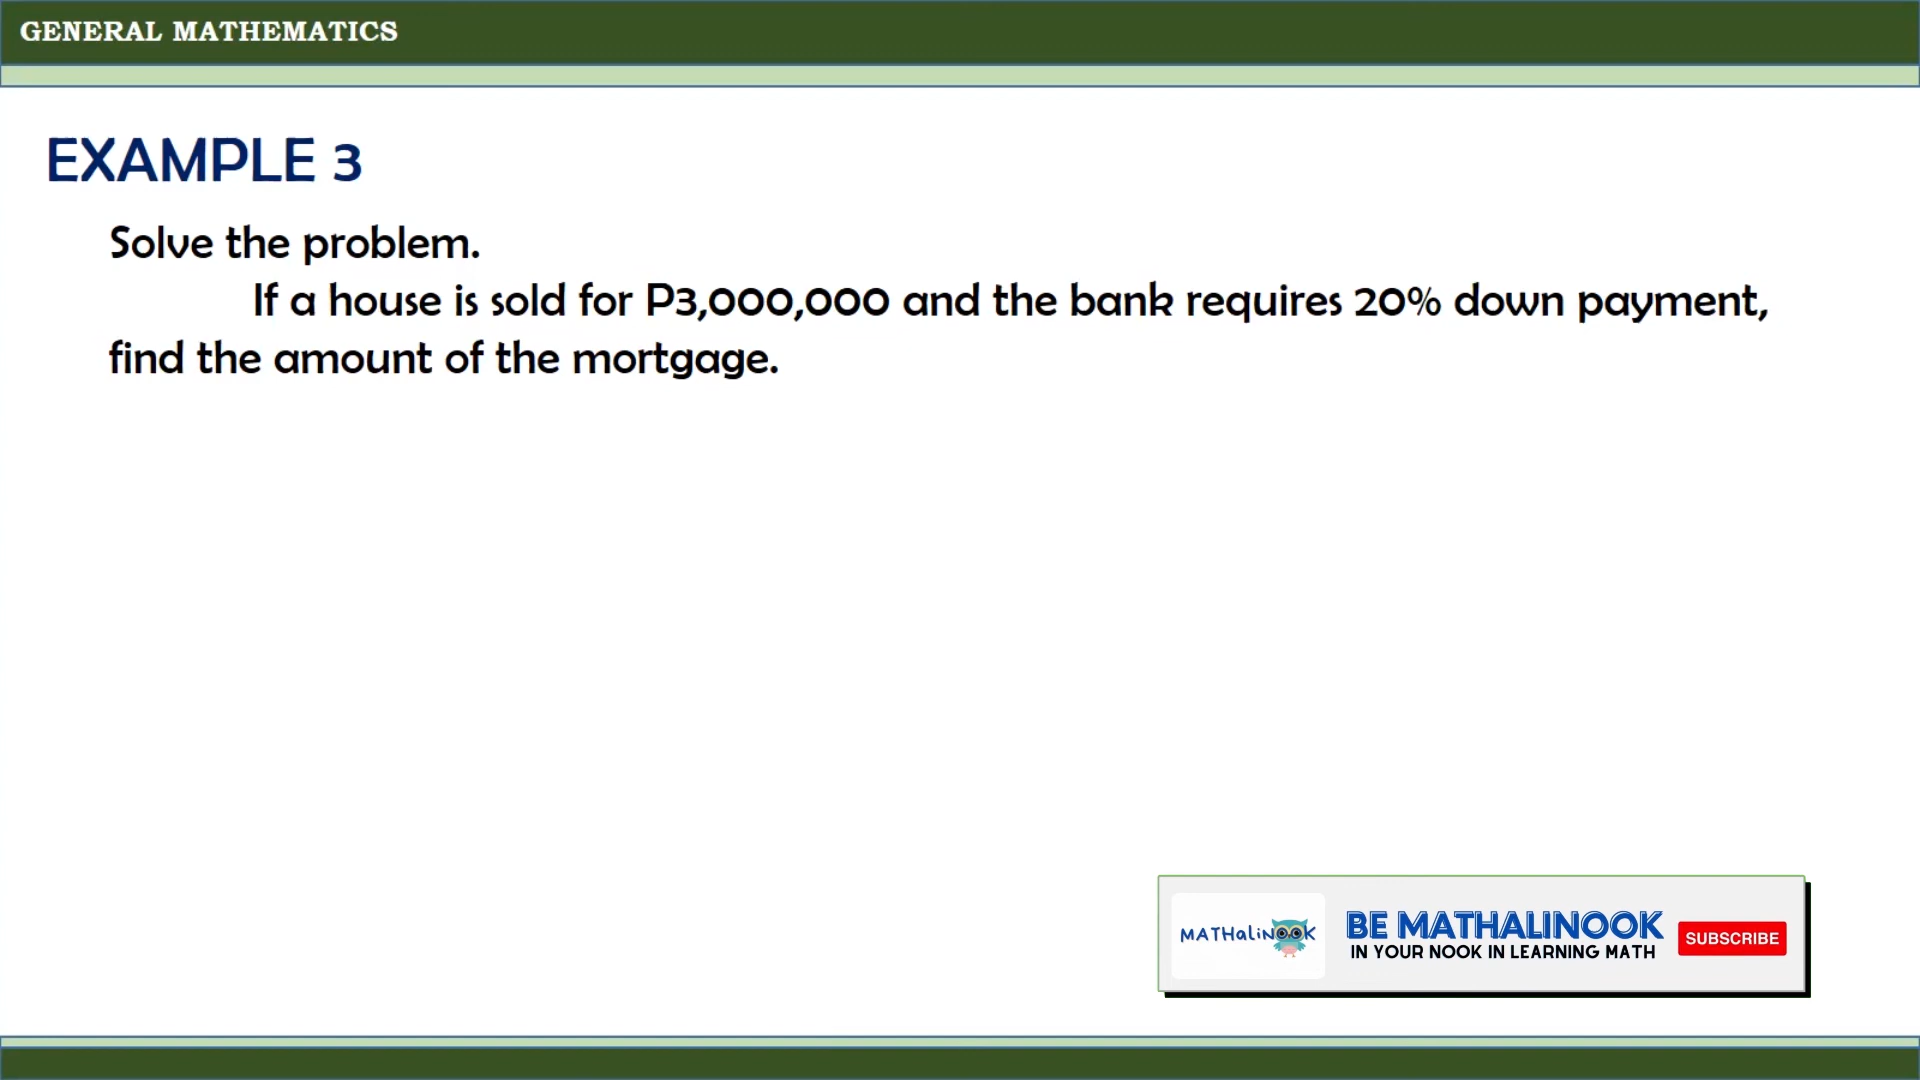 GENERAL MATHEMATICS
EXAMPLE 3
Solve the problem.
If a house is sold for P3,000,000 and the bank requires 20% down payment,
find the amount of the mortgage.
MATHaliNOOK
BE MATHALINOOK
IN YOUR NOOK IN LEARNING MATH
SUBSCRIBE